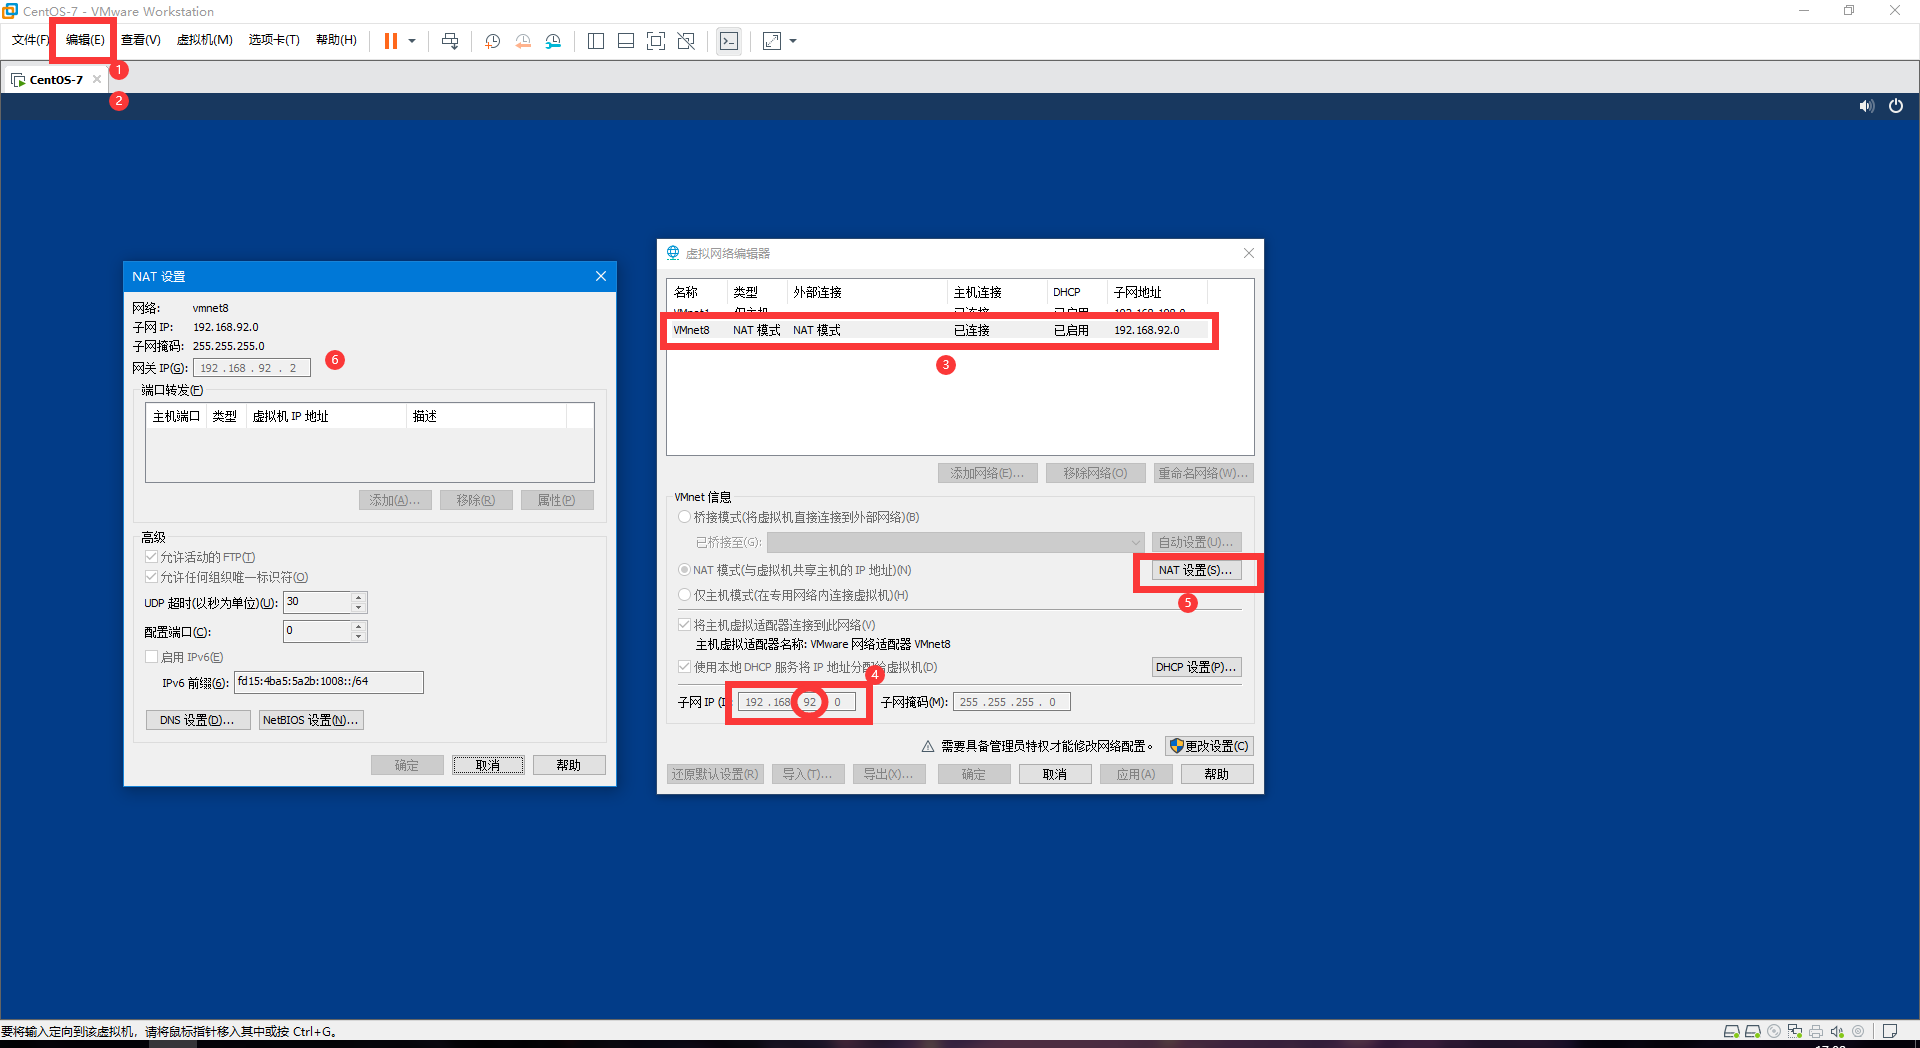 CentOS-7 - VMware Workstation
文件(F) 编辑(E) 查看(V) 虚拟机(M) 选项卡(T) 帮助(H)
1
CentOS-7
2
NAT 设置
网络: vmnet8
子网 IP: 192.168.92.0
子网掩码: 255.255.255.0
网关 IP(G): 192 . 168 . 92 . 2
6
端口转发(F)
主机端口 类型 虚拟机 IP 地址 描述
添加(A)... 移除(R) 属性(P)
高级
允许活动的 FTP(T)
允许任何组织唯一标识符(O)
UDP 超时(以秒为单位)(U): 30
配置端口(C): 0
启用 IPv6(E)
IPv6 前缀(6): fd15:4ba5:5a2b:1008::/64
DNS 设置(D)... NetBIOS 设置(N)...
确定 取消 帮助
虚拟网络编辑器
名称 类型 外部连接 主机连接 DHCP 子网地址
VMnet8 NAT 模式 NAT 模式 已连接 已启用 192.168.92.0
3
添加网络(E)... 移除网络(O) 重命名网络(W)...
VMnet 信息
桥接模式(将虚拟机直接连接到外部网络)(B)
已桥接至(G): 自动设置(U)...
NAT 模式(与虚拟机共享主机的 IP 地址)(N) NAT 设置(S)...
仅主机模式(在专用网络内连接虚拟机)(H)
5
将主机虚拟适配器连接到此网络(V)
主机虚拟适配器名称: VMware 网络适配器 VMnet8
使用本地 DHCP 服务将 IP 地址分配给虚拟机(D) DHCP 设置(P)...
4
子网 IP (I): 192 . 168 . 92 . 0 子网掩码(M): 255 . 255 . 255 . 0
需要具备管理员特权才能修改网络配置。 更改设置(C)
还原默认设置(R) 导入(T)... 导出(X)... 确定 取消 应用(A) 帮助
要将输入定向到该虚拟机，请将鼠标指针移入其中或按 Ctrl+G。